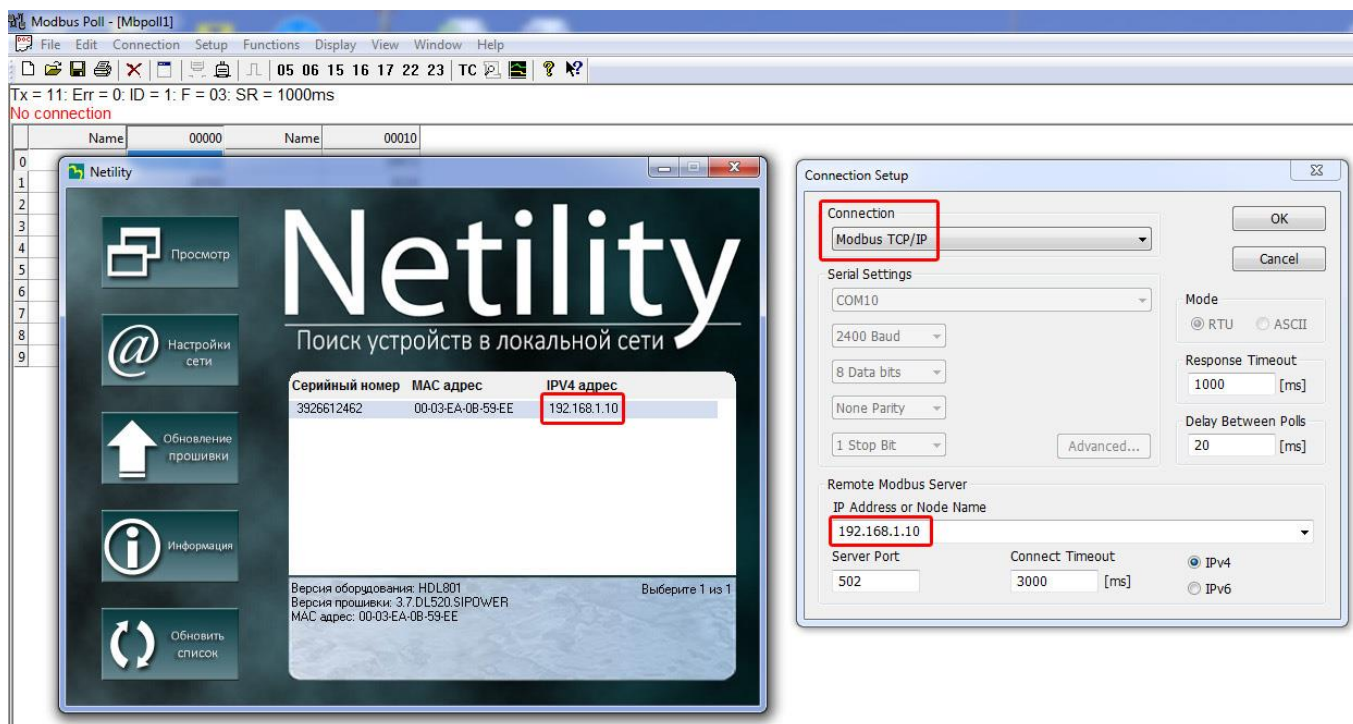 Modbus Poll - [Mbpoll1]
File Edit Connection Setup Functions Display View Window Help
05 06 15 16 17 22 23 TC
Tx = 11: Err = 0: ID = 1: F = 03: SR = 1000ms
No connection
Name 00000 Name 00010
0
1
2
3
4
5
6
7
8
9
Netility
Просмотр
Настройки
сети
Обновление
прошивки
Информация
Обновить
список
Netility
Поиск устройств в локальной сети
Серийный номер MAC адрес IPV4 адрес
3926612462 00-03-EA-0B-59-EE 192.168.1.10
Версия оборудования: HDL801
Выберите 1 из 1
Версия прошивки: 3.7.DL520.SIPOWER
MAC адрес: 00-03-EA-0B-59-EE
Connection Setup
Connection
Modbus TCP/IP
OK
Cancel
Serial Settings
COM10
2400 Baud
8 Data bits
None Parity
1 Stop Bit
Advanced...
Mode
RTU ASCII
Response Timeout
1000 [ms]
Delay Between Polls
20 [ms]
Remote Modbus Server
IP Address or Node Name
192.168.1.10
Server Port Connect Timeout
502 3000 [ms]
IPv4
IPv6